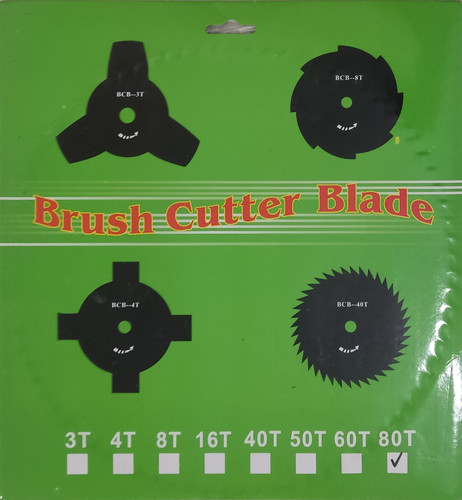 BCB--3T
BCB--8T
Brush Cutter Blade
BCB--4T
BCB--40T
3T 4T 8T 16T 40T 50T 60T 80T